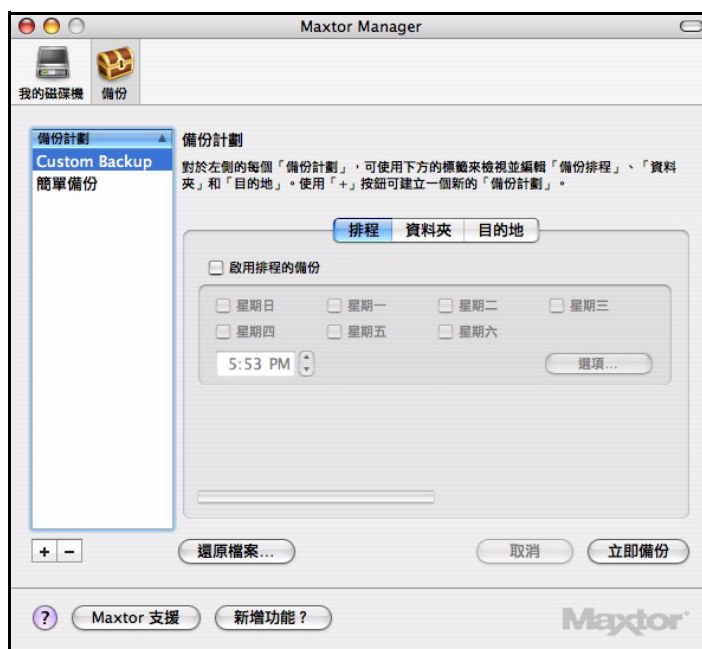 Maxtor Manager
我的磁碟機
備份
備份計劃
Custom Backup
簡單備份
備份計劃
對於左側的每個「備份計劃」，可使用下方的標籤來檢視並編輯「備份排程」、「資料
夾」和「目的地」。使用「+」按鈕可建立一個新的「備份計劃」。
排程 資料夾 目的地
啟用排程的備份
星期日 星期一 星期二 星期三
星期四 星期五 星期六
5:53 PM 選項...
+ −
還原檔案... 取消 立即備份
? Maxtor 支援 新增功能？ Maxtor